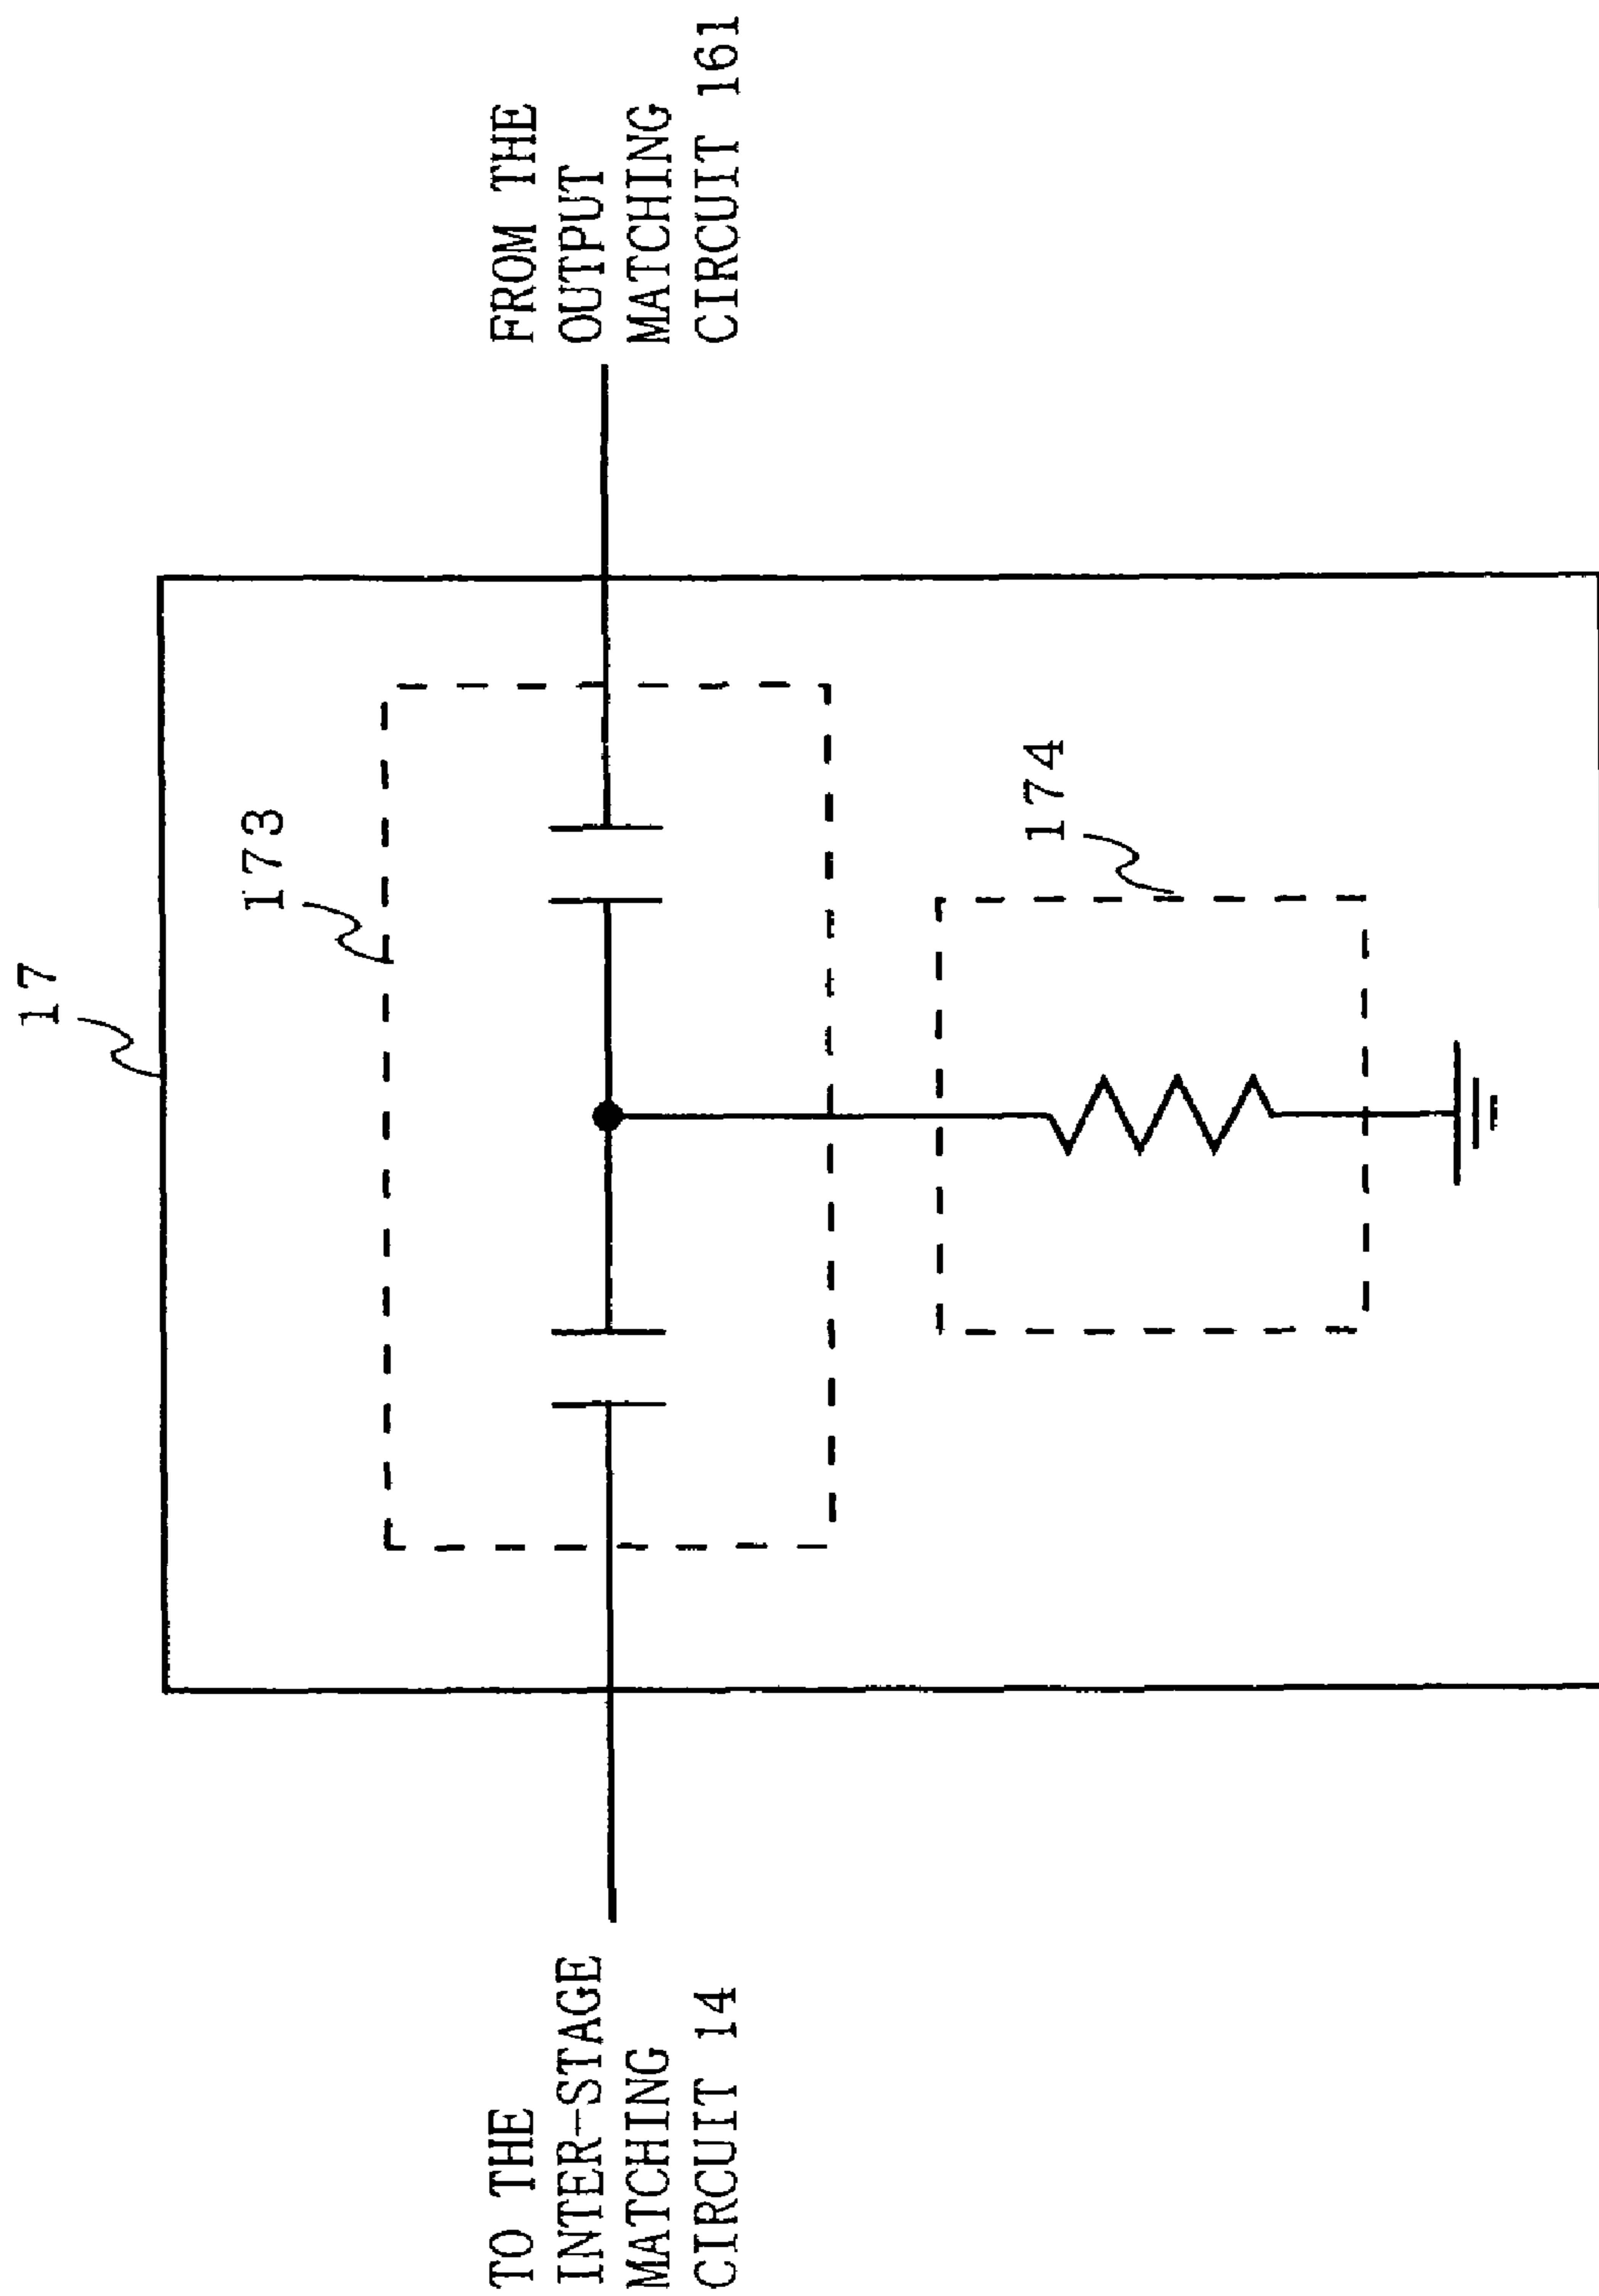 17
173
174
TO THE
INTER-STAGE
MATCHING
CIRCUIT 14
FROM THE
OUTPUT
MATCHING
CIRCUIT 161